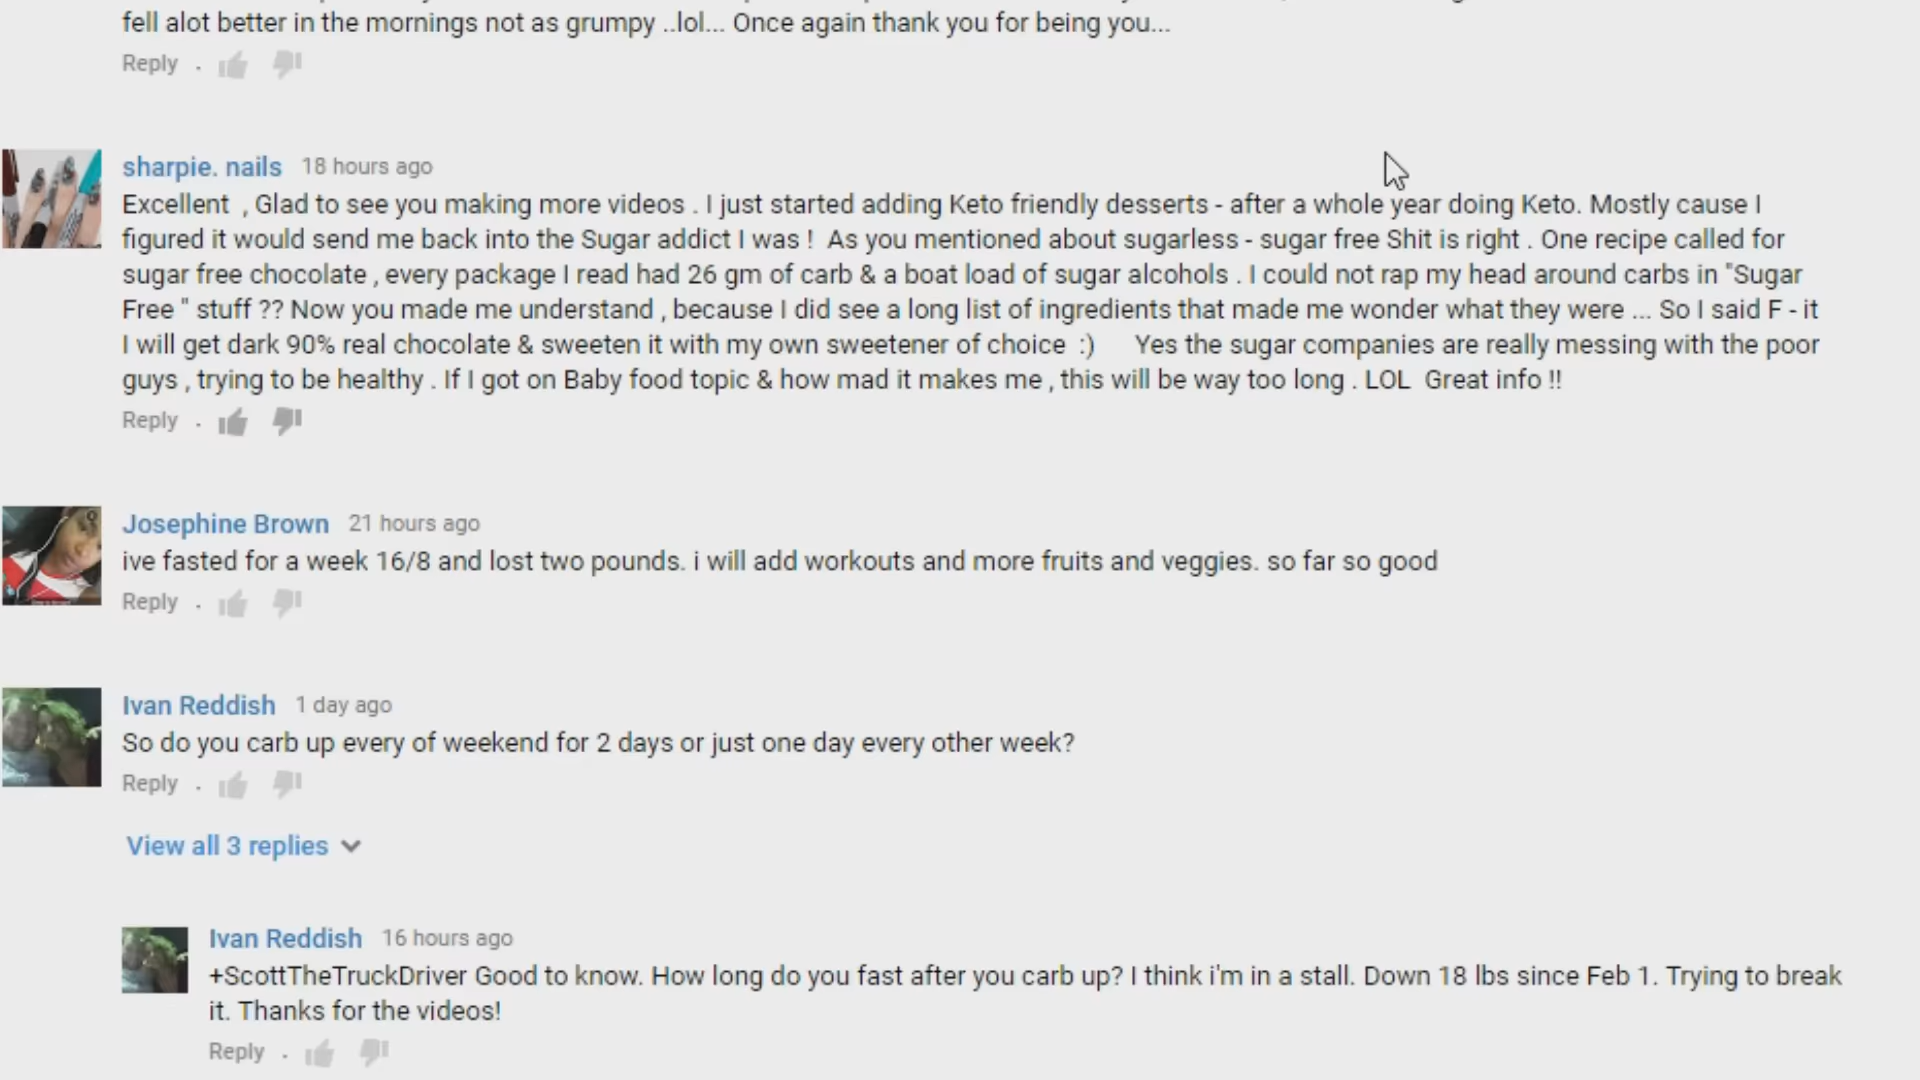 fell alot better in the mornings not as grumpy ..lol... Once again thank you for being you...
Reply .
sharpie. nails 18 hours ago
Excellent , Glad to see you making more videos . I just started adding Keto friendly desserts - after a whole year doing Keto. Mostly cause I
figured it would send me back into the Sugar addict I was ! As you mentioned about sugarless - sugar free Shit is right . One recipe called for
sugar free chocolate , every package I read had 26 gm of carb & a boat load of sugar alcohols . I could not rap my head around carbs in "Sugar
Free " stuff ?? Now you made me understand , because I did see a long list of ingredients that made me wonder what they were ... So I said F - it
I will get dark 90% real chocolate & sweeten it with my own sweetener of choice :) Yes the sugar companies are really messing with the poor
guys , trying to be healthy . If I got on Baby food topic & how mad it makes me , this will be way too long . LOL Great info !!
Reply .
Josephine Brown 21 hours ago
ive fasted for a week 16/8 and lost two pounds. i will add workouts and more fruits and veggies. so far so good
Reply .
Ivan Reddish 1 day ago
So do you carb up every of weekend for 2 days or just one day every other week?
Reply .
View all 3 replies
Ivan Reddish 16 hours ago
+ScottTheTruckDriver Good to know. How long do you fast after you carb up? I think i'm in a stall. Down 18 lbs since Feb 1. Trying to break
it. Thanks for the videos!
Reply .